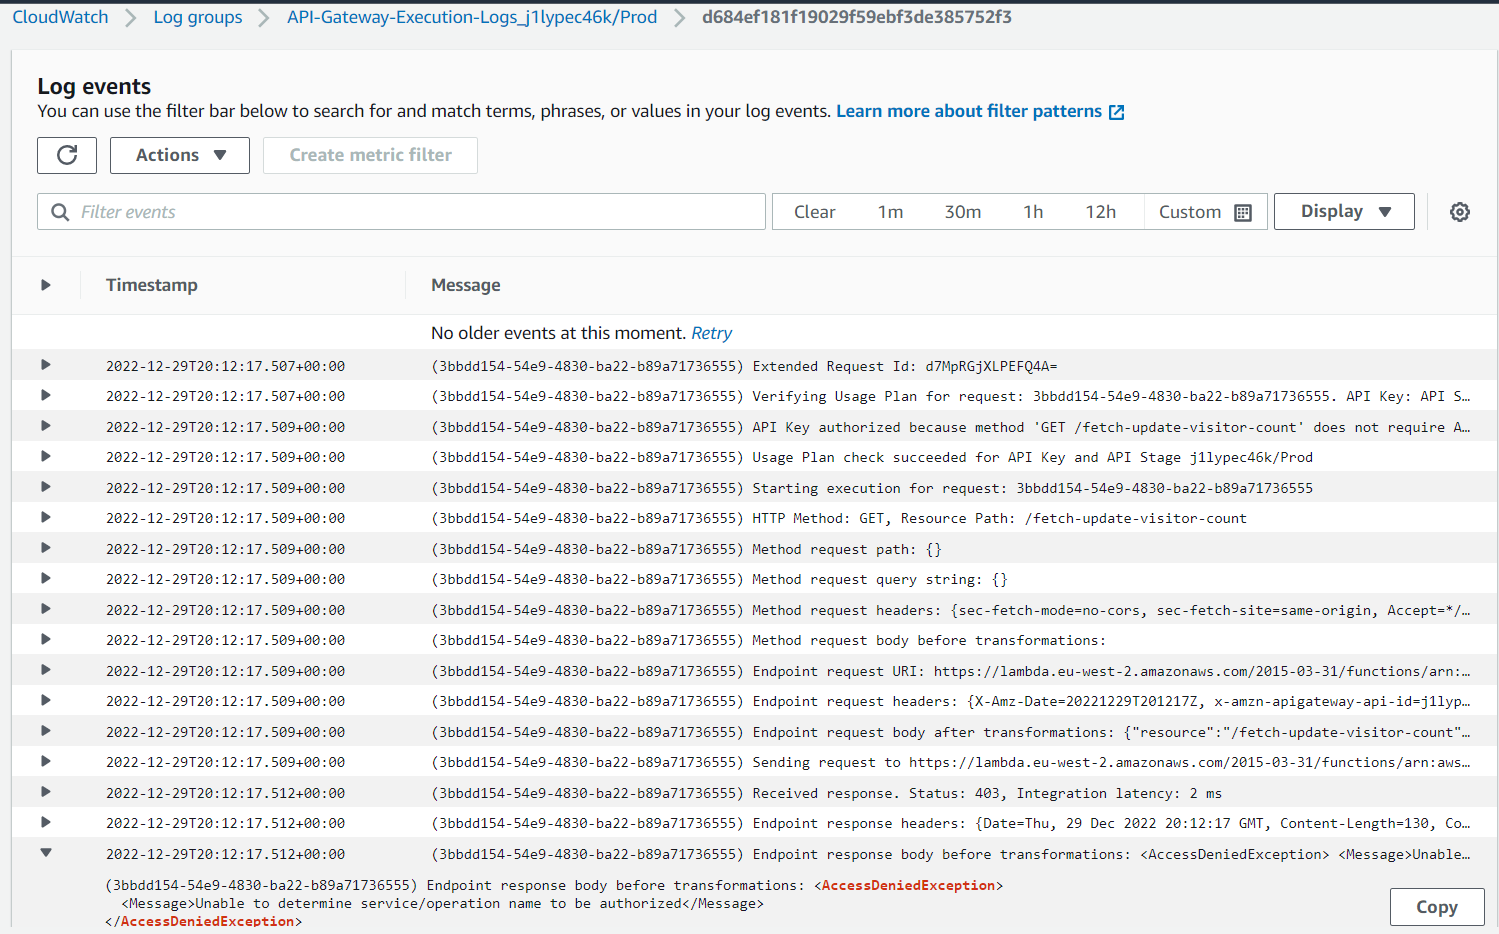 CloudWatch > Log groups > API-Gateway-Execution-Logs_j1lypec46k/Prod > d684ef181f19029f59ebf3de385752f3
Log events
You can use the filter bar below to search for and match terms, phrases, or values in your log events. Learn more about filter patterns
Actions ▼ Create metric filter
Filter events Clear 1m 30m 1h 12h Custom Display ▼
Timestamp Message
No older events at this moment. Retry
2022-12-29T20:12:17.507+00:00 (3bbdd154-54e9-4830-ba22-b89a71736555) Extended Request Id: d7MpRGjXLPEFQ4A=
2022-12-29T20:12:17.507+00:00 (3bbdd154-54e9-4830-ba22-b89a71736555) Verifying Usage Plan for request: 3bbdd154-54e9-4830-ba22-b89a71736555. API Key: API S…
2022-12-29T20:12:17.509+00:00 (3bbdd154-54e9-4830-ba22-b89a71736555) API Key authorized because method 'GET /fetch-update-visitor-count' does not require A…
2022-12-29T20:12:17.509+00:00 (3bbdd154-54e9-4830-ba22-b89a71736555) Usage Plan check succeeded for API Key and API Stage j1lypec46k/Prod
2022-12-29T20:12:17.509+00:00 (3bbdd154-54e9-4830-ba22-b89a71736555) Starting execution for request: 3bbdd154-54e9-4830-ba22-b89a71736555
2022-12-29T20:12:17.509+00:00 (3bbdd154-54e9-4830-ba22-b89a71736555) HTTP Method: GET, Resource Path: /fetch-update-visitor-count
2022-12-29T20:12:17.509+00:00 (3bbdd154-54e9-4830-ba22-b89a71736555) Method request path: {}
2022-12-29T20:12:17.509+00:00 (3bbdd154-54e9-4830-ba22-b89a71736555) Method request query string: {}
2022-12-29T20:12:17.509+00:00 (3bbdd154-54e9-4830-ba22-b89a71736555) Method request headers: {sec-fetch-mode=no-cors, sec-fetch-site=same-origin, Accept=*/…
2022-12-29T20:12:17.509+00:00 (3bbdd154-54e9-4830-ba22-b89a71736555) Method request body before transformations:
2022-12-29T20:12:17.509+00:00 (3bbdd154-54e9-4830-ba22-b89a71736555) Endpoint request URI: https://lambda.eu-west-2.amazonaws.com/2015-03-31/functions/arn:…
2022-12-29T20:12:17.509+00:00 (3bbdd154-54e9-4830-ba22-b89a71736555) Endpoint request headers: {X-Amz-Date=20221229T201217Z, x-amzn-apigateway-api-id=j1lyp…
2022-12-29T20:12:17.509+00:00 (3bbdd154-54e9-4830-ba22-b89a71736555) Endpoint request body after transformations: {"resource":"/fetch-update-visitor-count"…
2022-12-29T20:12:17.509+00:00 (3bbdd154-54e9-4830-ba22-b89a71736555) Sending request to https://lambda.eu-west-2.amazonaws.com/2015-03-31/functions/arn:aws…
2022-12-29T20:12:17.512+00:00 (3bbdd154-54e9-4830-ba22-b89a71736555) Received response. Status: 403, Integration latency: 2 ms
2022-12-29T20:12:17.512+00:00 (3bbdd154-54e9-4830-ba22-b89a71736555) Endpoint response headers: {Date=Thu, 29 Dec 2022 20:12:17 GMT, Content-Length=130, Co…
2022-12-29T20:12:17.512+00:00 (3bbdd154-54e9-4830-ba22-b89a71736555) Endpoint response body before transformations: <AccessDeniedException> <Message>Unable…
(3bbdd154-54e9-4830-ba22-b89a71736555) Endpoint response body before transformations: <AccessDeniedException>
<Message>Unable to determine service/operation name to be authorized</Message>
</AccessDeniedException>
Copy